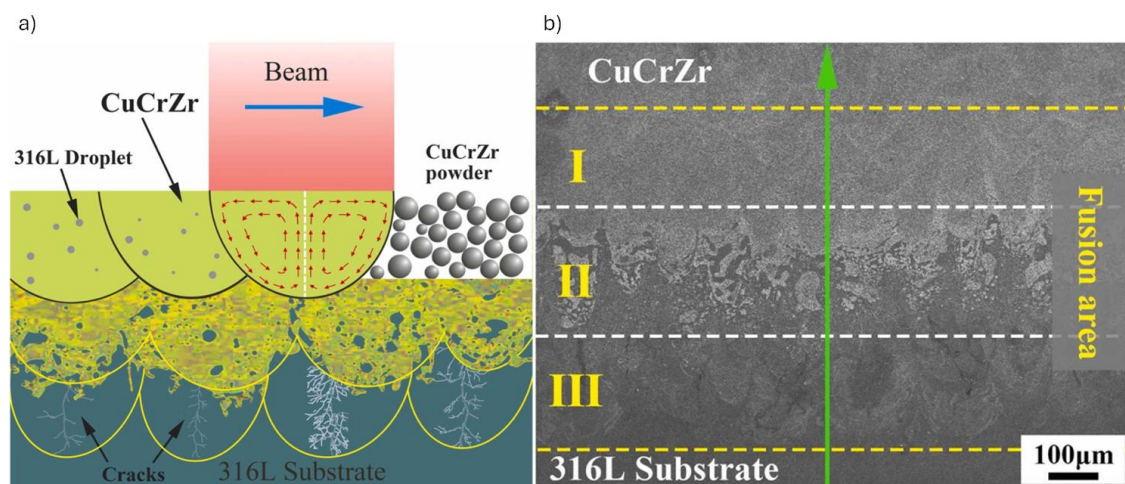 a)
Beam
CuCrZr
316L Droplet
CuCrZr
powder
Cracks
316L Substrate
b)
CuCrZr
I
II
III
Fusion area
316L Substrate
100μm